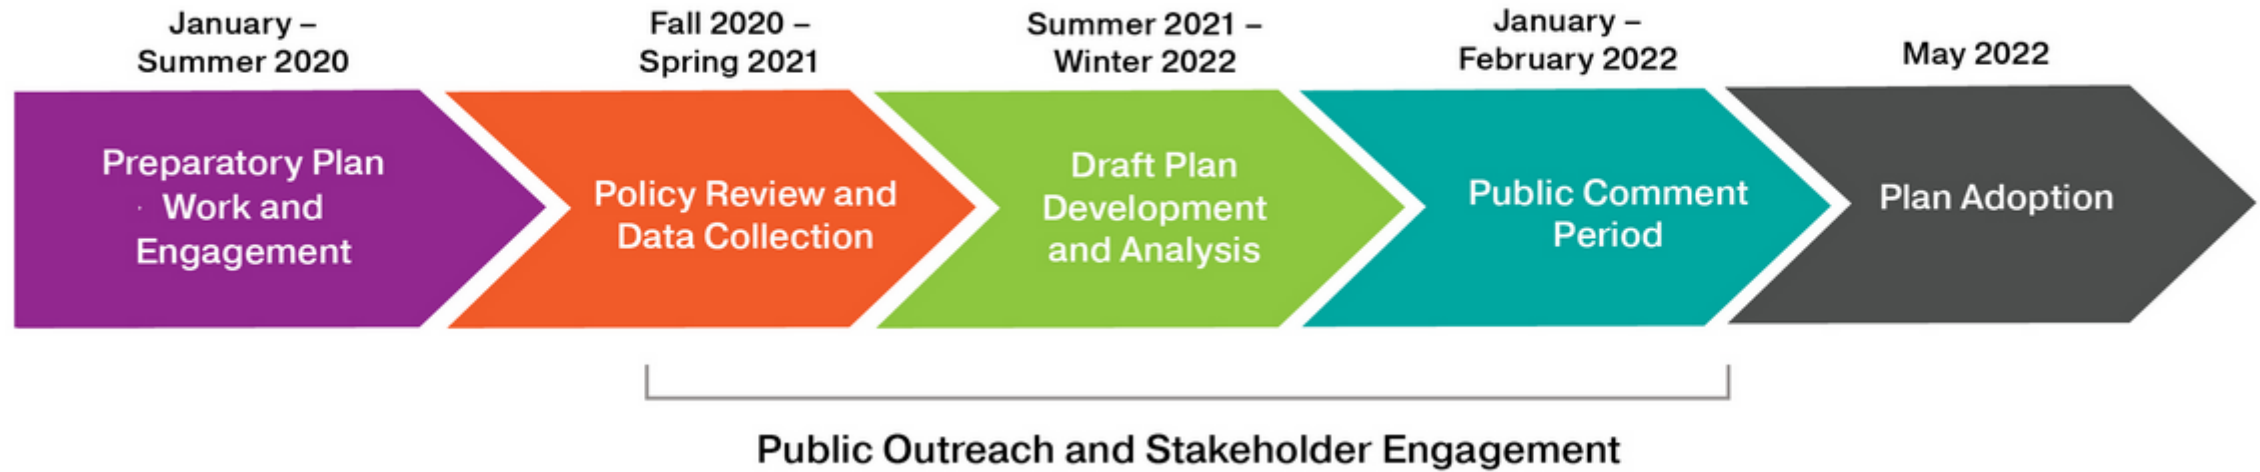 January –
Summer 2020
Fall 2020 –
Spring 2021
Summer 2021 –
Winter 2022
January –
February 2022
May 2022
Preparatory Plan
· Work and
Engagement
Policy Review and
Data Collection
Draft Plan
Development
and Analysis
Public Comment
Period
Plan Adoption
Public Outreach and Stakeholder Engagement